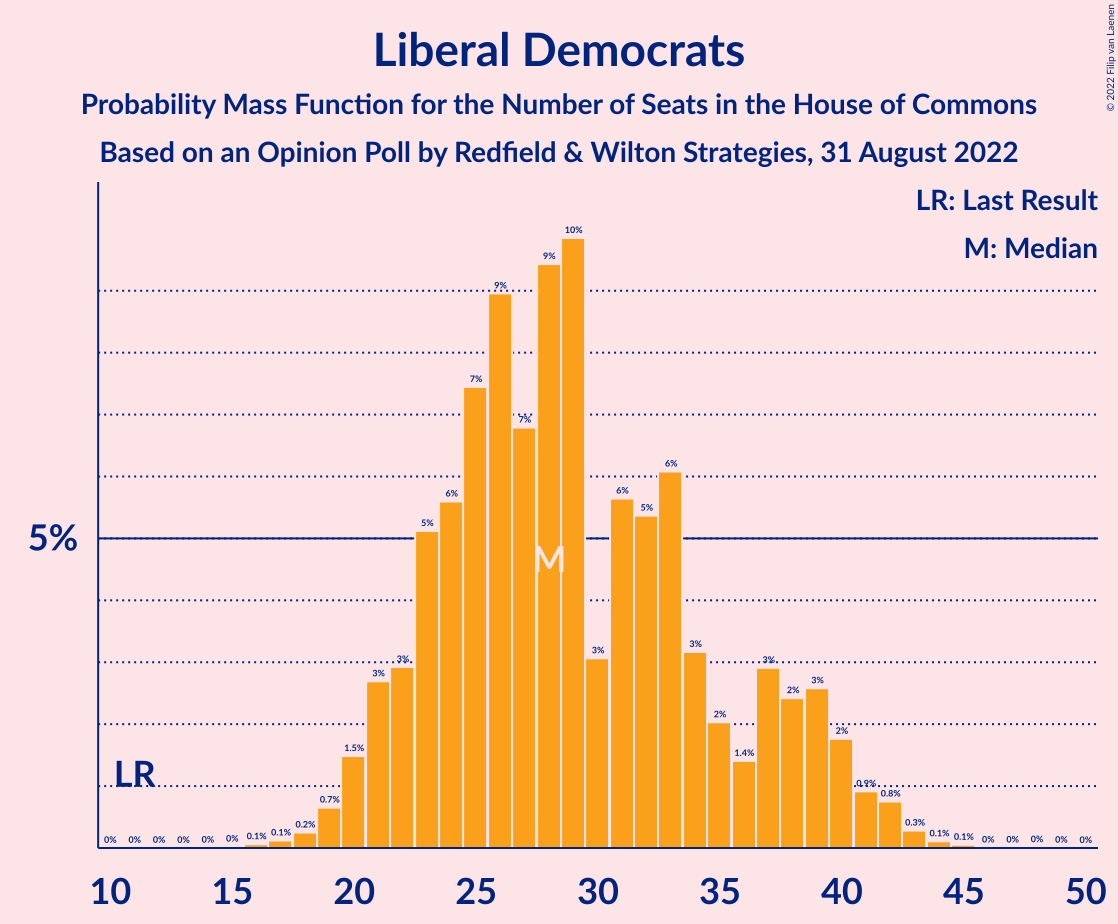 Liberal Democrats
Probability Mass Function for the Number of Seats in the House of Commons
Based on an Opinion Poll by Redfield & Wilton Strategies, 31 August 2022
© 2022 Filip van Laenen
LR: Last Result
M: Median
5%
LR
M
0% 0% 0% 0% 0% 0% 0.1% 0.1% 0.2% 0.7% 1.5% 3% 3% 5% 6% 7% 9% 7% 9% 10% 3% 6% 5% 6% 3% 2% 1.4% 3% 2% 3% 2% 0.9% 0.8% 0.3% 0.1% 0.1% 0% 0% 0% 0% 0%
10 15 20 25 30 35 40 45 50